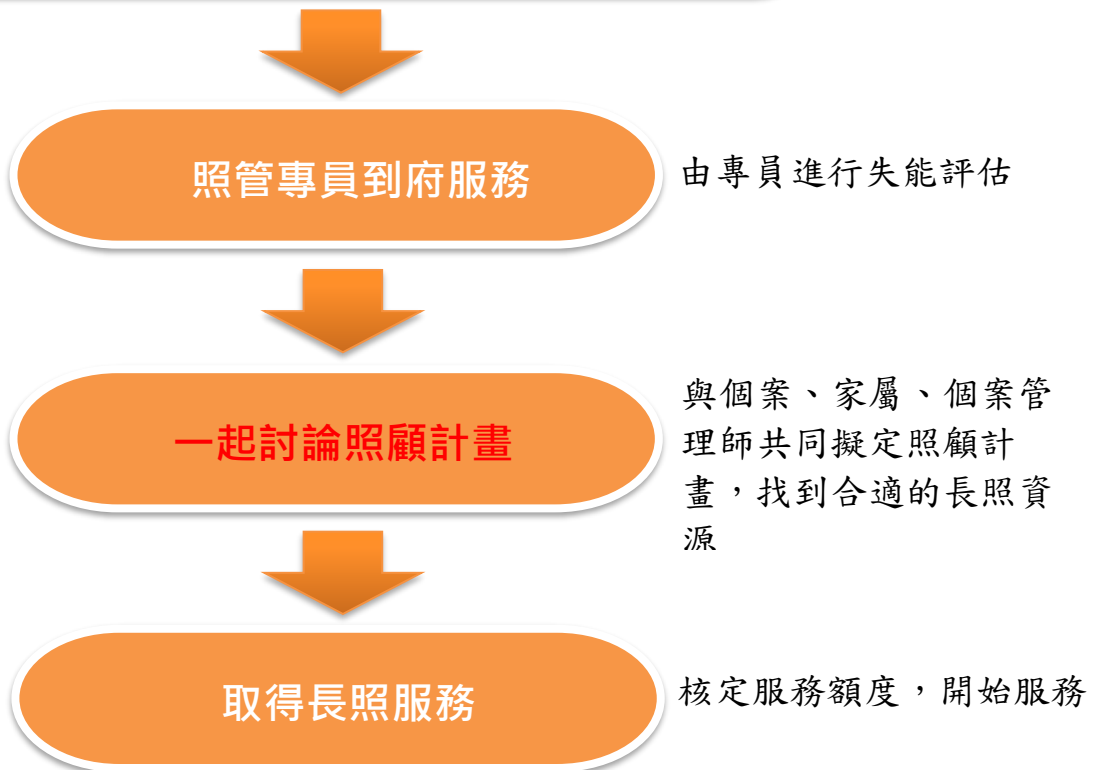 照管專員到府服務
由專員進行失能評估
一起討論照顧計畫
與個案、家屬、個案管
理師共同擬定照顧計
畫，找到合適的長照資
源
取得長照服務
核定服務額度，開始服務